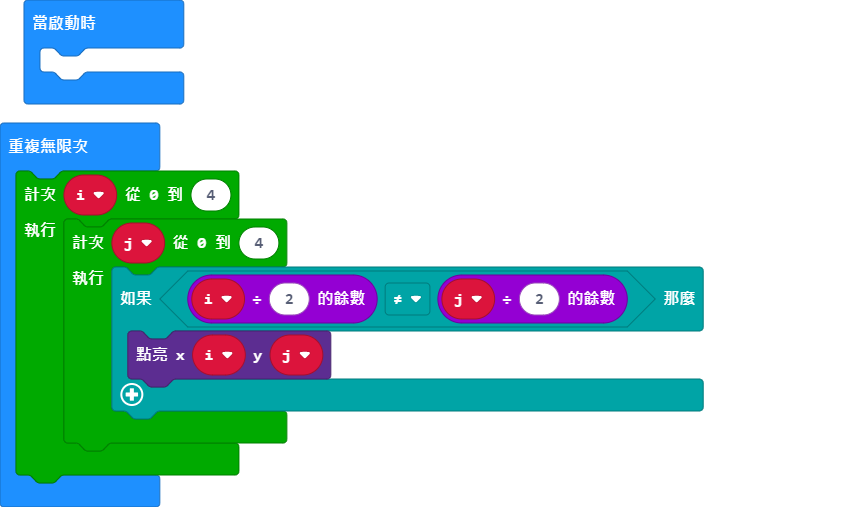 當啟動時
重複無限次
計次 i 從 0 到 4
執行
計次 j 從 0 到 4
執行
如果 i ÷ 2 的餘數 ≠ j ÷ 2 的餘數 那麼
點亮 x i y j